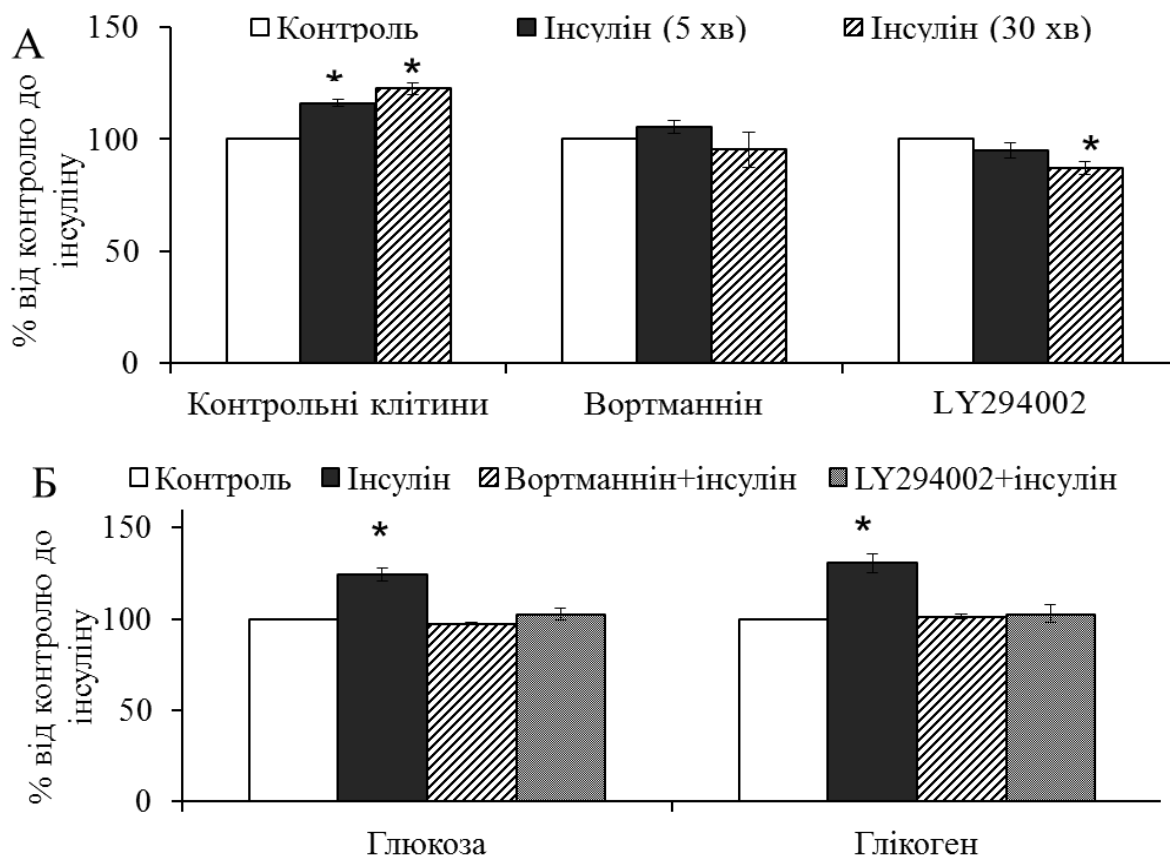 А
150
Контроль Інсулін (5 хв) Інсулін (30 хв)
% від контролю до
інсуліну
* * *
100
50
0
Контрольні клітини Вортманнін LY294002
Б
Контроль Інсулін Вортманнін+інсулін LY294002+інсулін
% від контролю до
інсуліну
150
* *
100
50
0
Глюкоза Глікоген